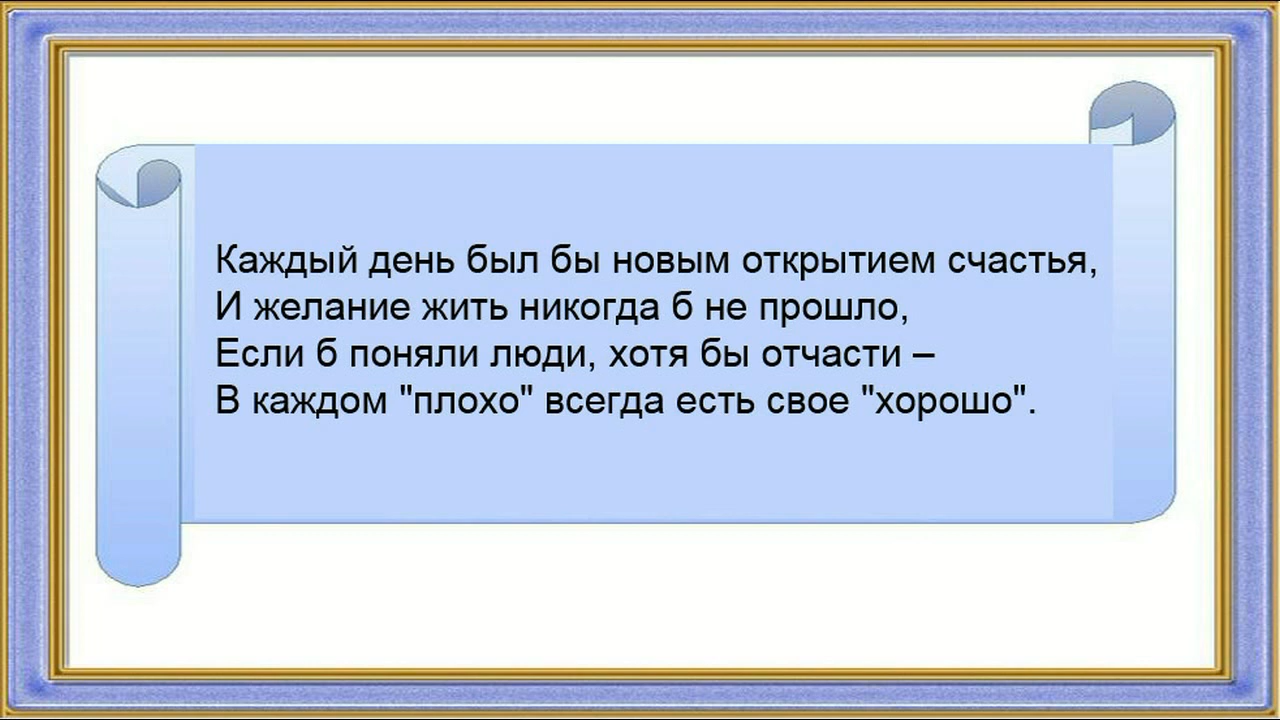 Каждый день был бы новым открытием счастья,
И желание жить никогда б не прошло,
Если б поняли люди, хотя бы отчасти –
В каждом "плохо" всегда есть свое "хорошо".